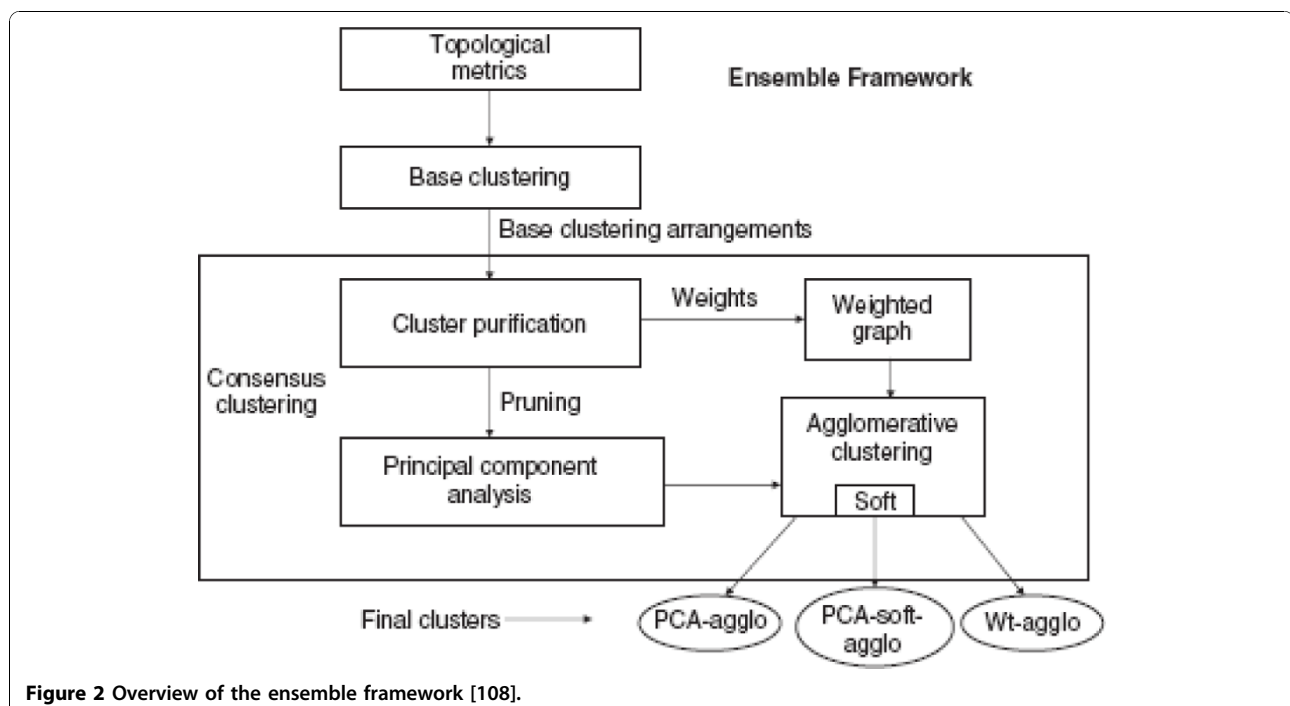 Topological
metrics
Ensemble Framework
Base clustering
Base clustering arrangements
Cluster purification
Weights
Weighted
graph
Consensus
clustering
Pruning
Agglomerative
clustering
Principal component
analysis
Soft
Final clusters
PCA-agglo
PCA-soft-
agglo
Wt-agglo
Figure 2 Overview of the ensemble framework [108].